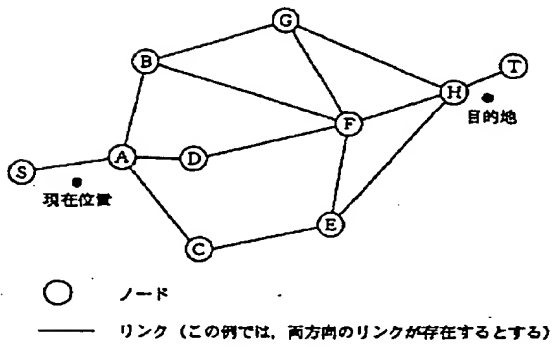 G
B
T
H
目的地
F
A
D
S
現在位置
E
C
ノード
リンク（この例では，両方向のリンクが存在するとする）